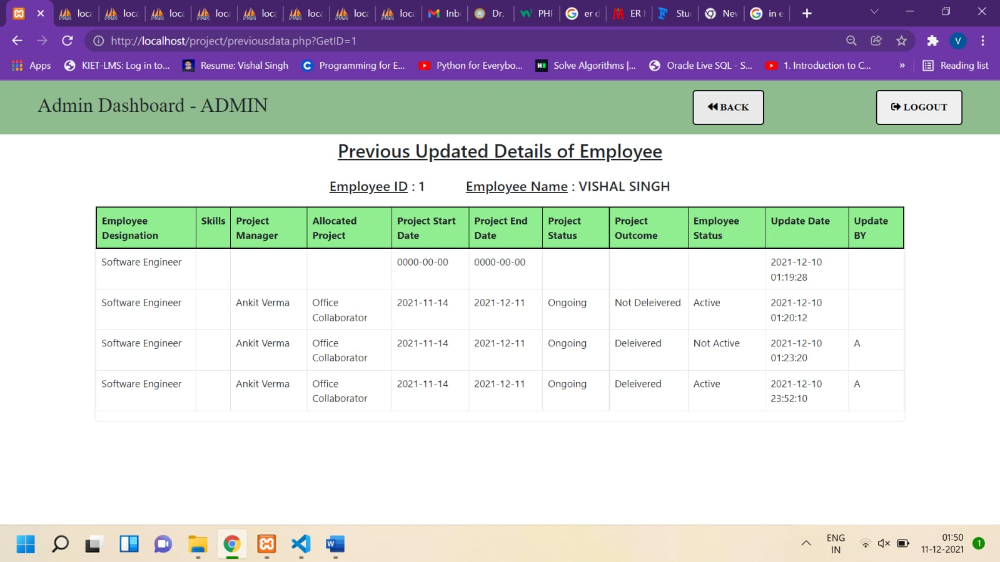 loca loca loca loca loca loca loca loca Inb Dr. PHP er d ER Stu Nev in e
http://localhost/project/previousdata.php?GetID=1 V
Apps KIET-LMS: Log in to... Resume: Vishal Singh Programming for E... Python for Everybo... Solve Algorithms |... Oracle Live SQL - S... 1. Introduction to C... » Reading list
Admin Dashboard - ADMIN BACK LOGOUT
Previous Updated Details of Employee
Employee ID : 1 Employee Name : VISHAL SINGH
Employee Designation Skills Project Manager Allocated Project Project Start Date Project End Date Project Status Project Outcome Employee Status Update Date Update BY
Software Engineer 0000-00-00 0000-00-00 2021-12-10 01:19:28
Software Engineer Ankit Verma Office Collaborator 2021-11-14 2021-12-11 Ongoing Not Deleivered Active 2021-12-10 01:20:12
Software Engineer Ankit Verma Office Collaborator 2021-11-14 2021-12-11 Ongoing Deleivered Not Active 2021-12-10 01:23:20 A
Software Engineer Ankit Verma Office Collaborator 2021-11-14 2021-12-11 Ongoing Deleivered Active 2021-12-10 23:52:10 A
ENG IN 01:50 11-12-2021 1